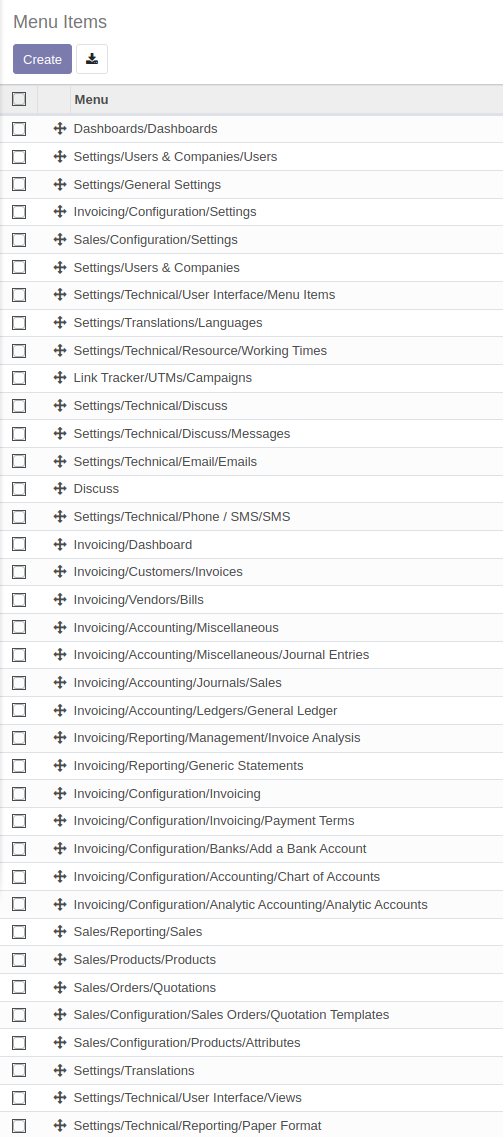 Menu Items
Create
Menu
Dashboards/Dashboards
Settings/Users & Companies/Users
Settings/General Settings
Invoicing/Configuration/Settings
Sales/Configuration/Settings
Settings/Users & Companies
Settings/Technical/User Interface/Menu Items
Settings/Translations/Languages
Settings/Technical/Resource/Working Times
Link Tracker/UTMs/Campaigns
Settings/Technical/Discuss
Settings/Technical/Discuss/Messages
Settings/Technical/Email/Emails
Discuss
Settings/Technical/Phone / SMS/SMS
Invoicing/Dashboard
Invoicing/Customers/Invoices
Invoicing/Vendors/Bills
Invoicing/Accounting/Miscellaneous
Invoicing/Accounting/Miscellaneous/Journal Entries
Invoicing/Accounting/Journals/Sales
Invoicing/Accounting/Ledgers/General Ledger
Invoicing/Reporting/Management/Invoice Analysis
Invoicing/Reporting/Generic Statements
Invoicing/Configuration/Invoicing
Invoicing/Configuration/Invoicing/Payment Terms
Invoicing/Configuration/Banks/Add a Bank Account
Invoicing/Configuration/Accounting/Chart of Accounts
Invoicing/Configuration/Analytic Accounting/Analytic Accounts
Sales/Reporting/Sales
Sales/Products/Products
Sales/Orders/Quotations
Sales/Configuration/Sales Orders/Quotation Templates
Sales/Configuration/Products/Attributes
Settings/Translations
Settings/Technical/User Interface/Views
Settings/Technical/Reporting/Paper Format